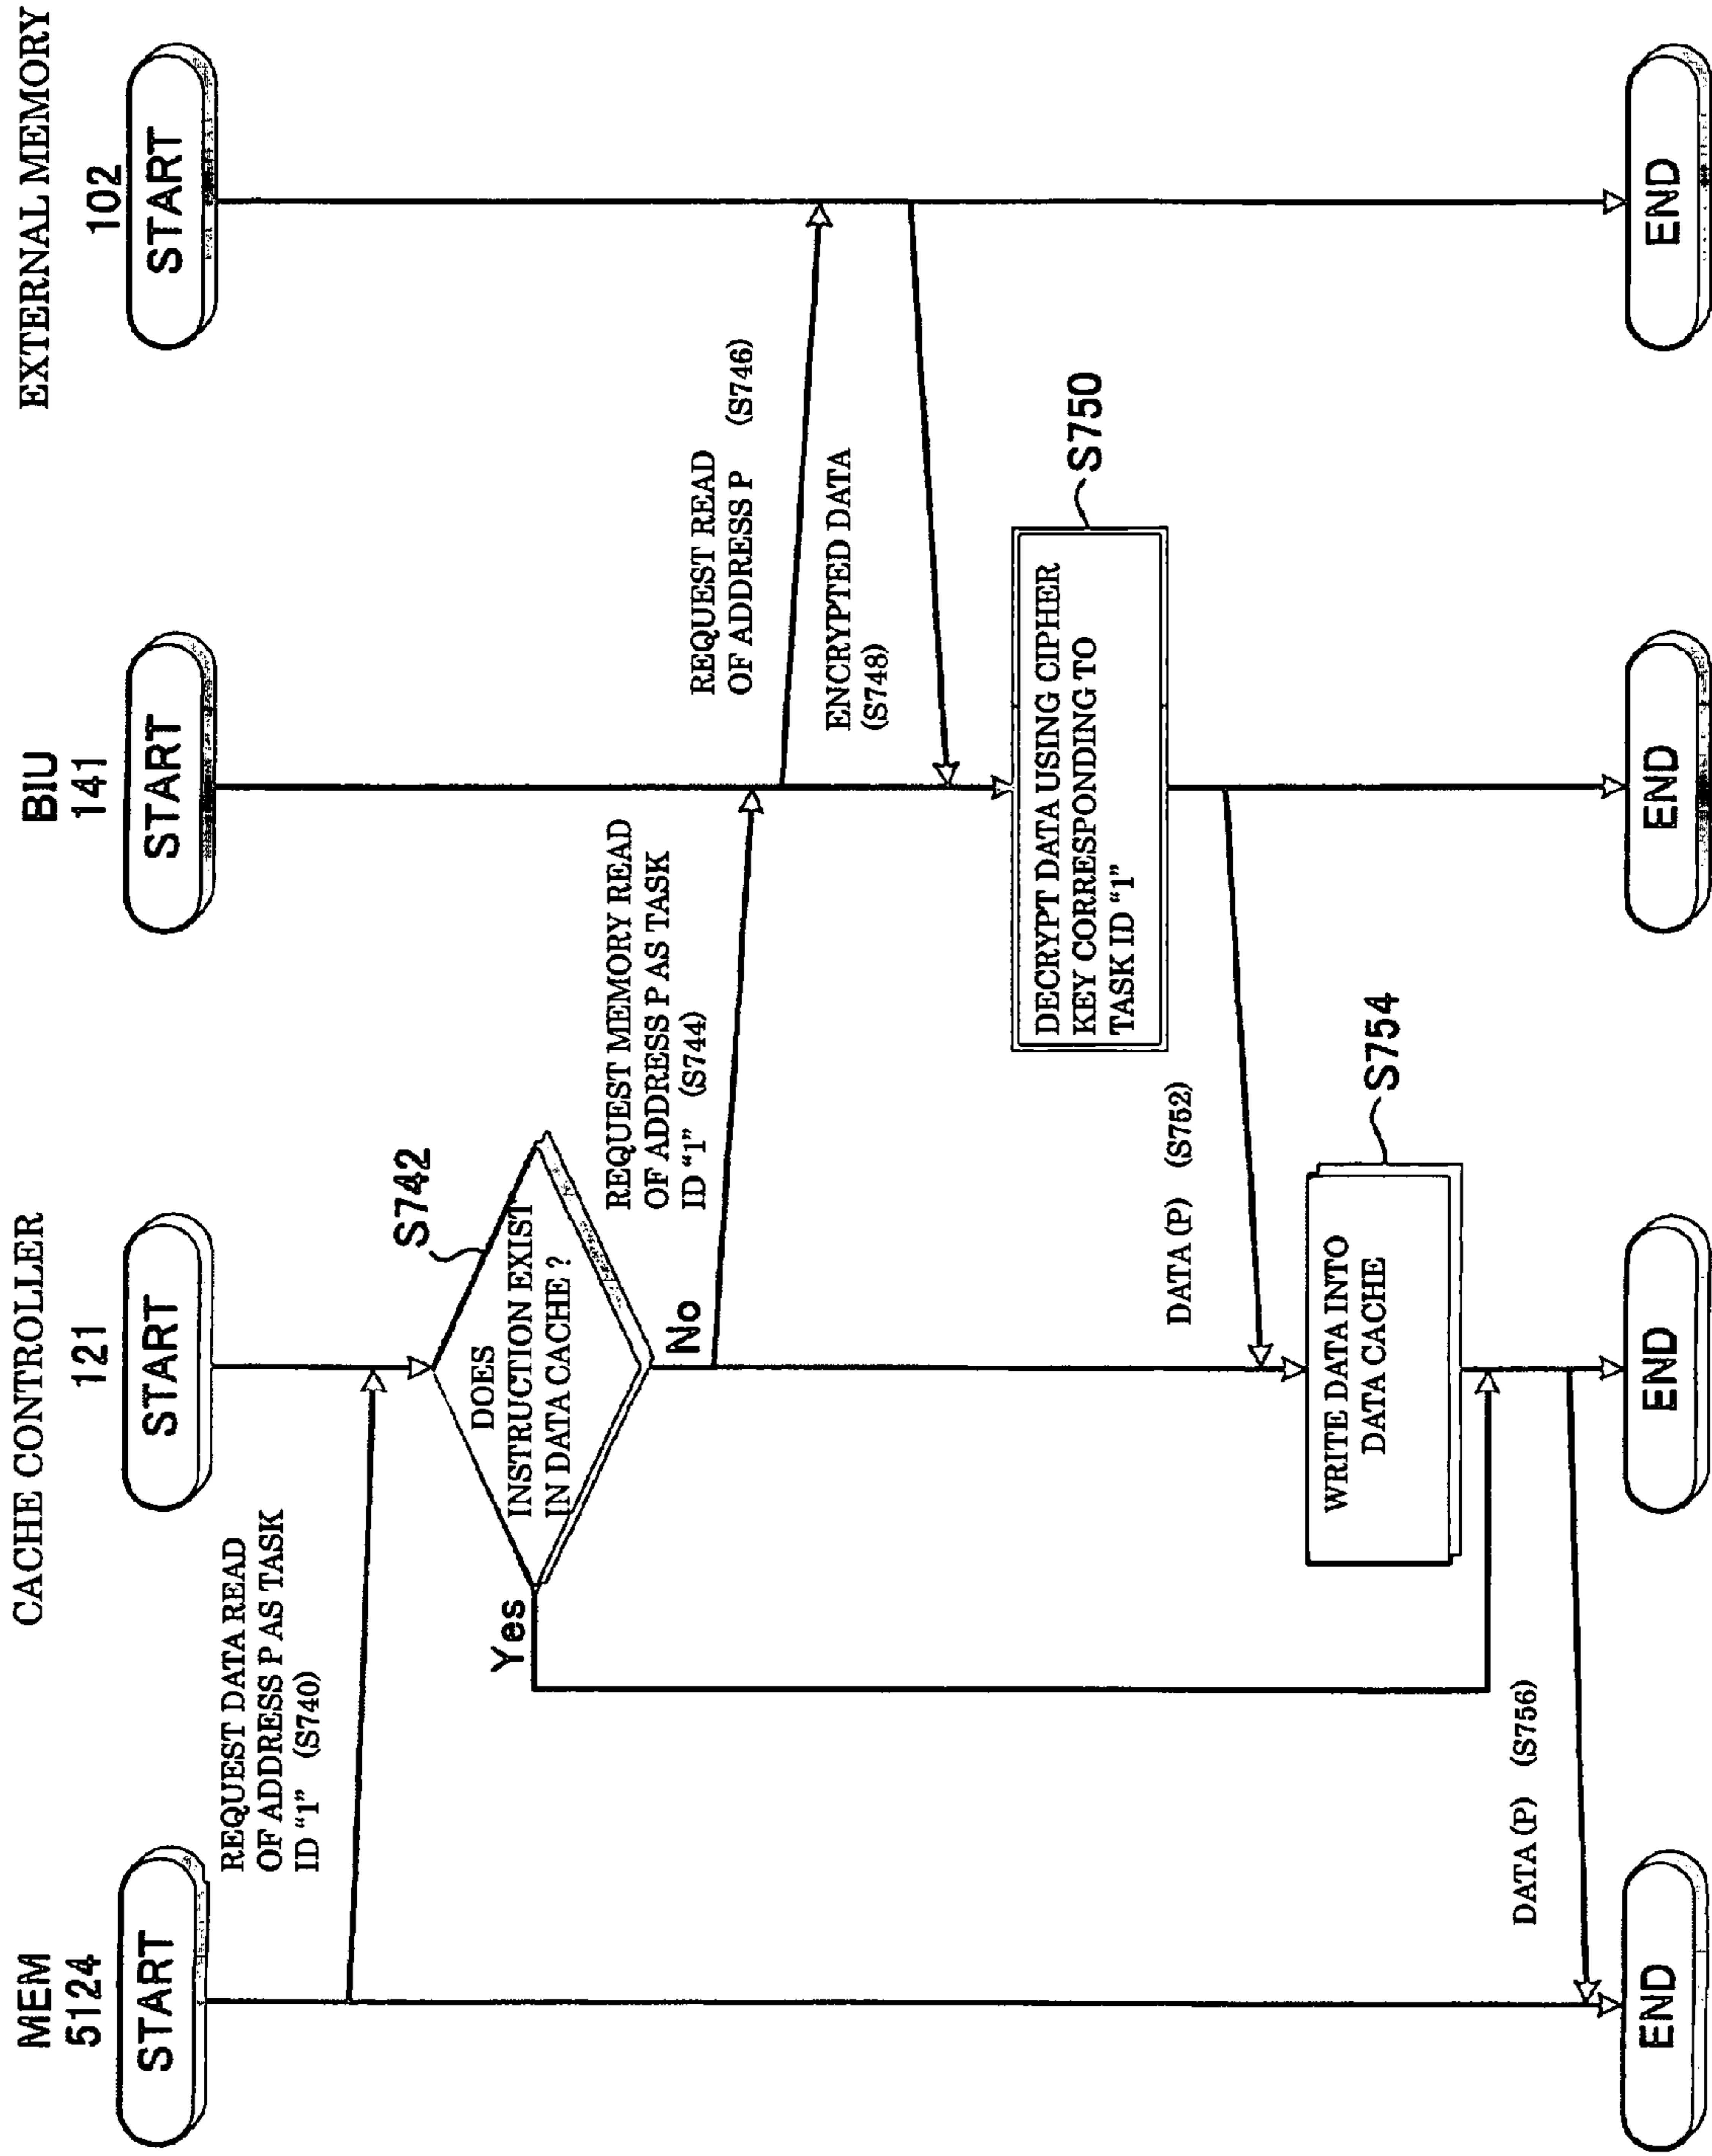 MEM
5124
START
CACHE CONTROLLER
121
START
BIU
141
START
EXTERNAL MEMORY
102
START
REQUEST DATA READ
OF ADDRESS P AS TASK
ID "1" (S740)
DOES
INSTRUCTION EXIST
IN DATA CACHE ?
S742
Yes
No
REQUEST MEMORY READ
OF ADDRESS P AS TASK
ID "1" (S744)
REQUEST READ
OF ADDRESS P (S746)
ENCRYPTED DATA
(S748)
DECRYPT DATA USING CIPHER
KEY CORRESPONDING TO
TASK ID "1"
S750
DATA (P) (S752)
WRITE DATA INTO
DATA CACHE
S754
DATA (P) (S756)
END
END
END
END